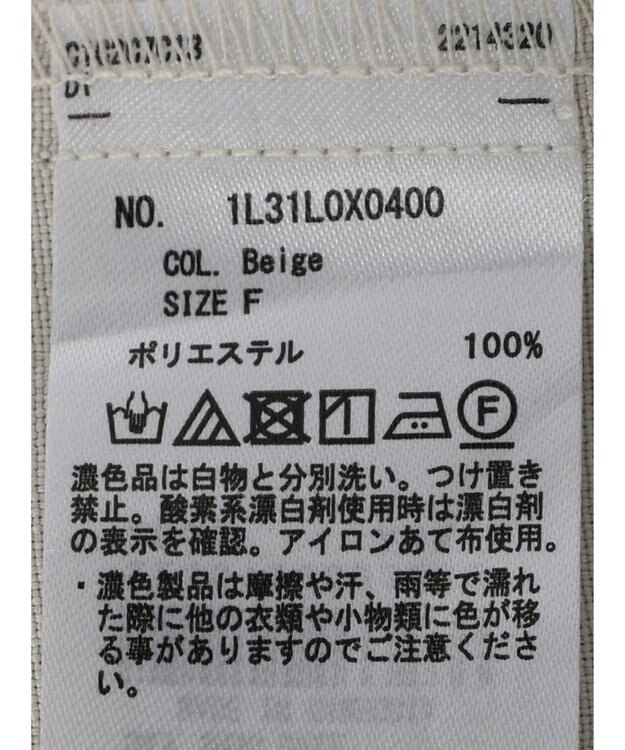 2214320
NO. 1L31L0X0400
COL. Beige
SIZE F
ポリエステル 100%
F
濃色品は白物と分別洗い。つけ置き
禁止。酸素系漂白剤使用時は漂白剤
の表示を確認。アイロンあて布使用。
・濃色製品は摩擦や汗、雨等で濡れ
た際に他の衣類や小物類に色が移
る事がありますのでご注意くださ
い。